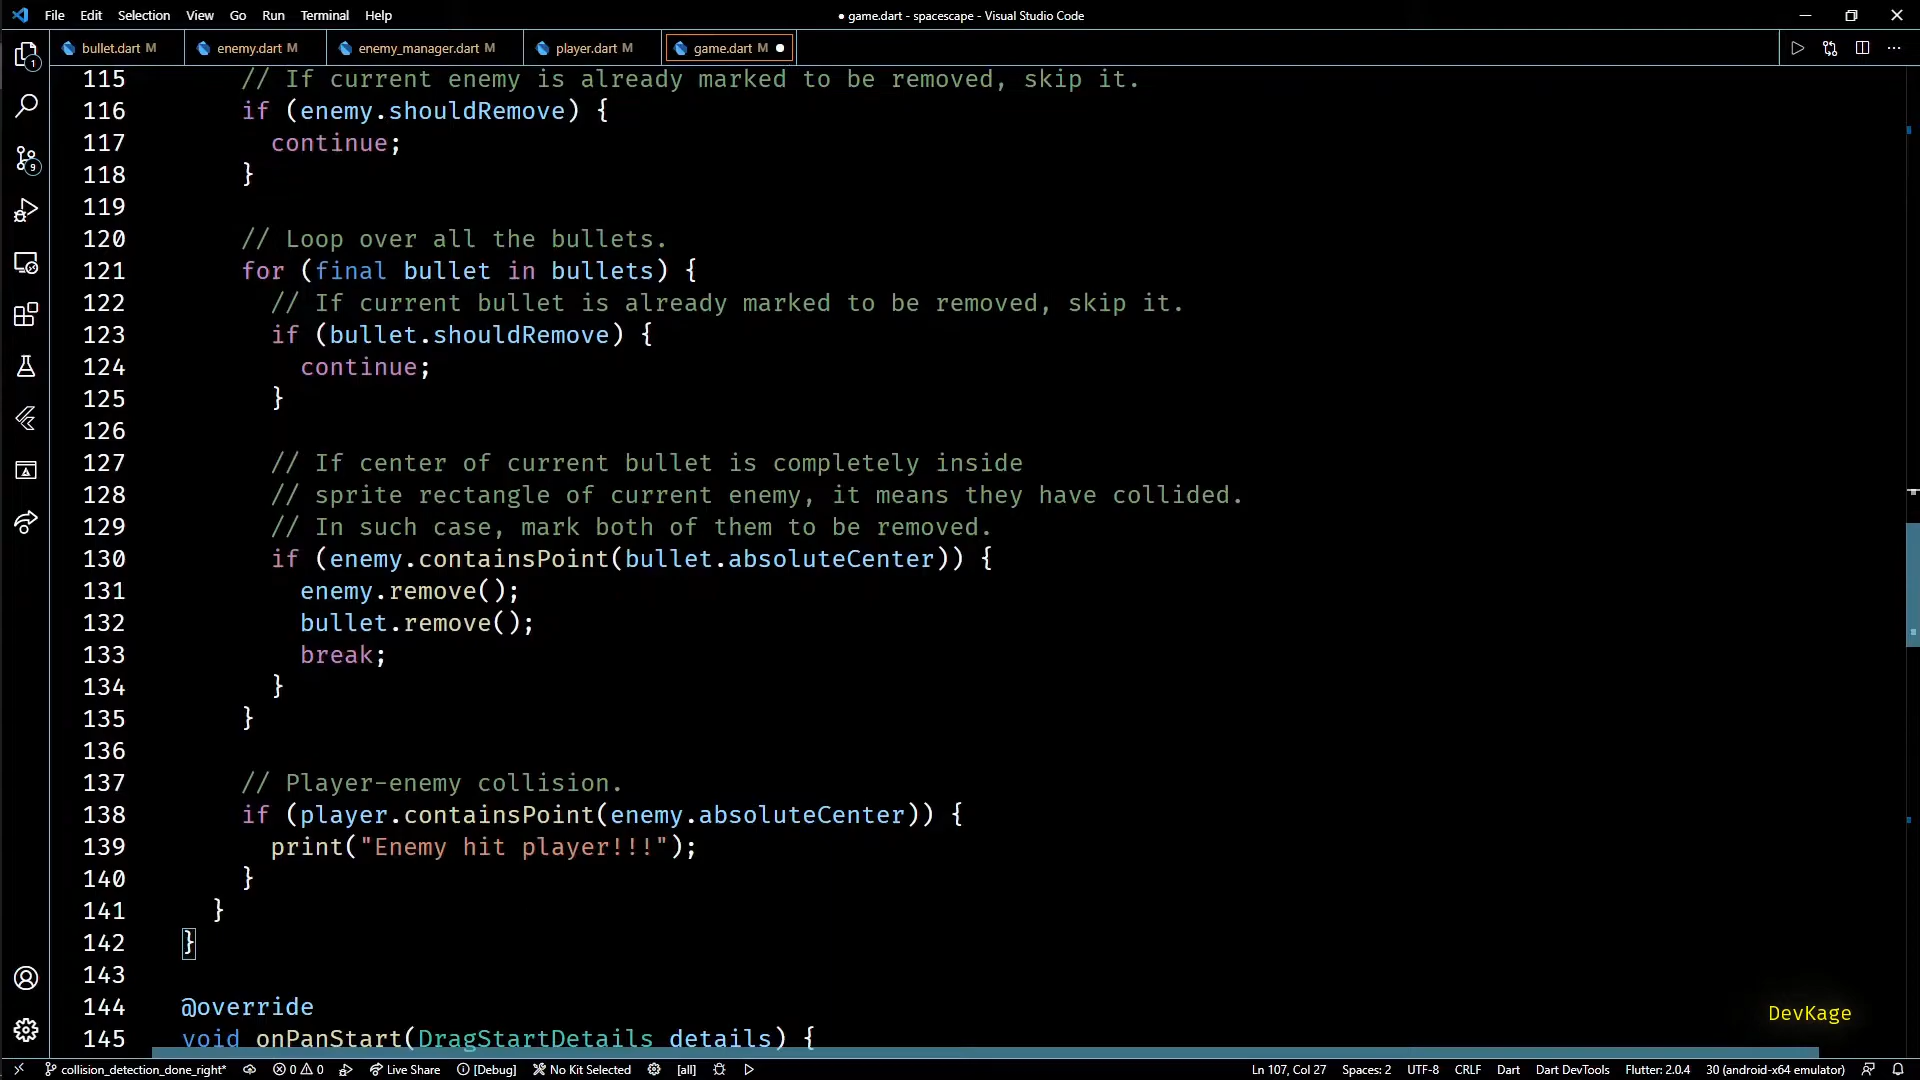 File Edit Selection View Go Run Terminal Help
● game.dart - spacescape - Visual Studio Code
bullet.dart M enemy.dart M enemy_manager.dart M player.dart M game.dart M ●
1
9
115 // If current enemy is already marked to be removed, skip it.
116 if (enemy.shouldRemove) {
117 continue;
118 }
119
120 // Loop over all the bullets.
121 for (final bullet in bullets) {
122 // If current bullet is already marked to be removed, skip it.
123 if (bullet.shouldRemove) {
124 continue;
125 }
126
127 // If center of current bullet is completely inside
128 // sprite rectangle of current enemy, it means they have collided.
129 // In such case, mark both of them to be removed.
130 if (enemy.containsPoint(bullet.absoluteCenter)) {
131 enemy.remove();
132 bullet.remove();
133 break;
134 }
135 }
136
137 // Player-enemy collision.
138 if (player.containsPoint(enemy.absoluteCenter)) {
139 print("Enemy hit player!!!");
140 }
141 }
142 }
143
144 @override
145 void onPanStart(DragStartDetails details) {
DevKage
collision_detection_done_right* 0 0 Live Share [Debug] No Kit Selected [all] Ln 107, Col 27 Spaces: 2 UTF-8 CRLF Dart Dart DevTools Flutter: 2.0.4 30 (android-x64 emulator)